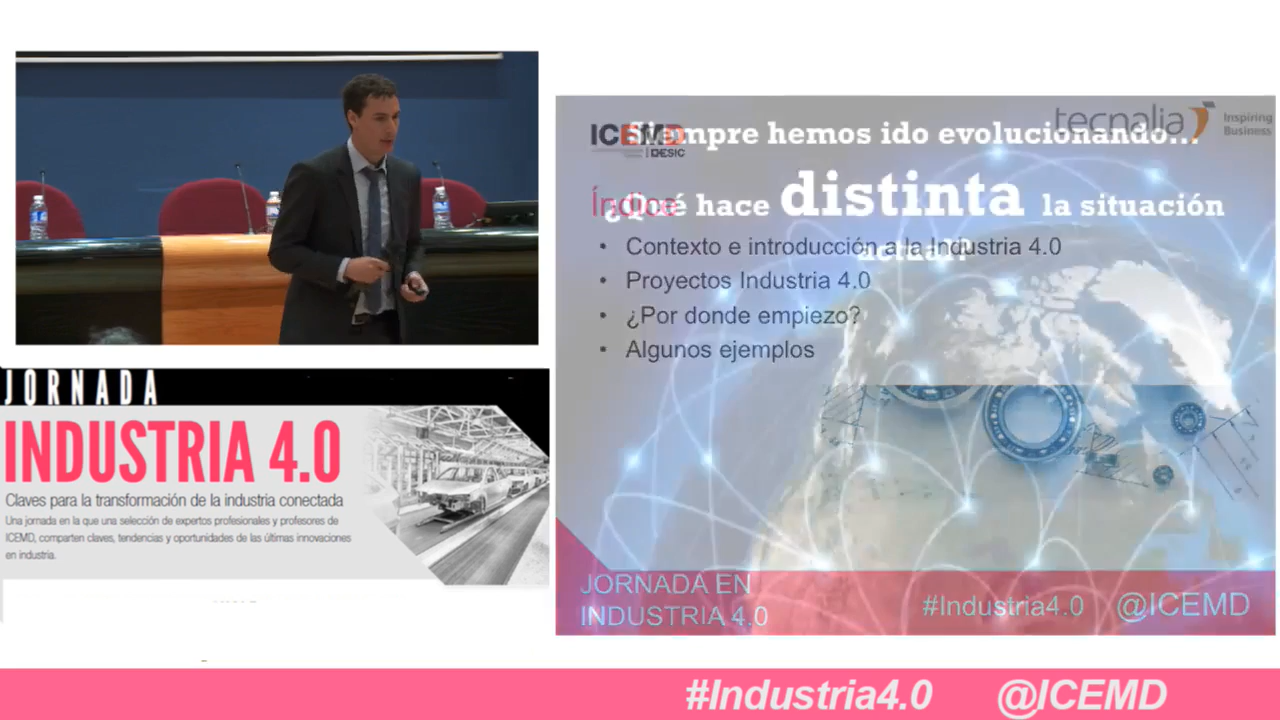 JORNADA
INDUSTRIA 4.0
Claves para la transformación de la industria conectada
Una jornada en la que una selección de expertos profesionales y profesores de
ICEMD, comparten claves, tendencias y oportunidades de las últimas innovaciones
en industria.
ICEMD
ESIC
tecnalia
Inspiring
Business
Siempre hemos ido evolucionando...
Índice
¿Qué hace distinta la situación
actual?
• Contexto e introducción a la Industria 4.0
• Proyectos Industria 4.0
• ¿Por donde empiezo?
• Algunos ejemplos
JORNADA EN
INDUSTRIA 4.0
#Industria4.0 @ICEMD
#Industria4.0 @ICEMD